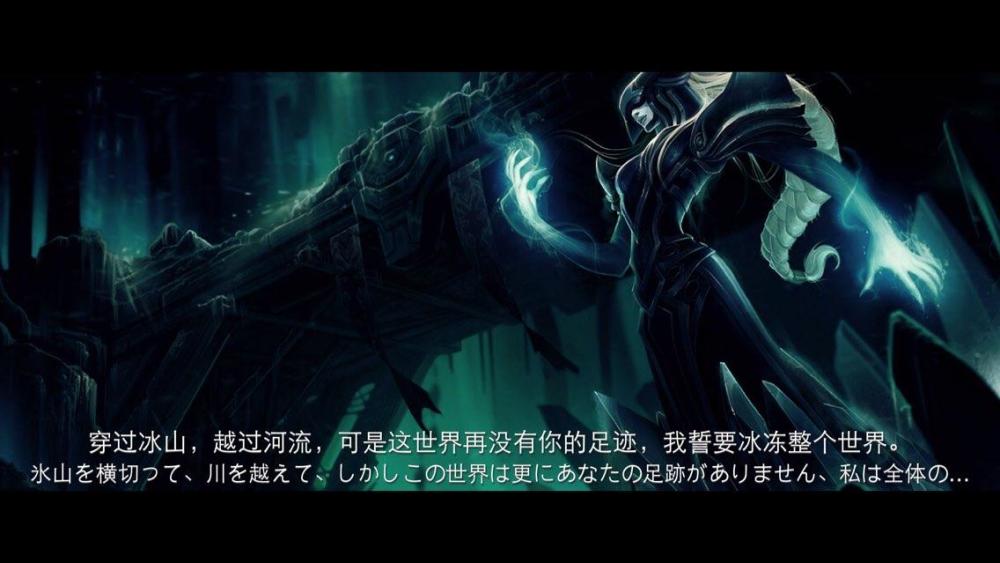 穿过冰山，越过河流，可是这世界再没有你的足迹，我誓要冰冻整个世界。
氷山を横切つて、川を越えて、しかしこの世界は更にあなたの足跡がありません、私は全体の...